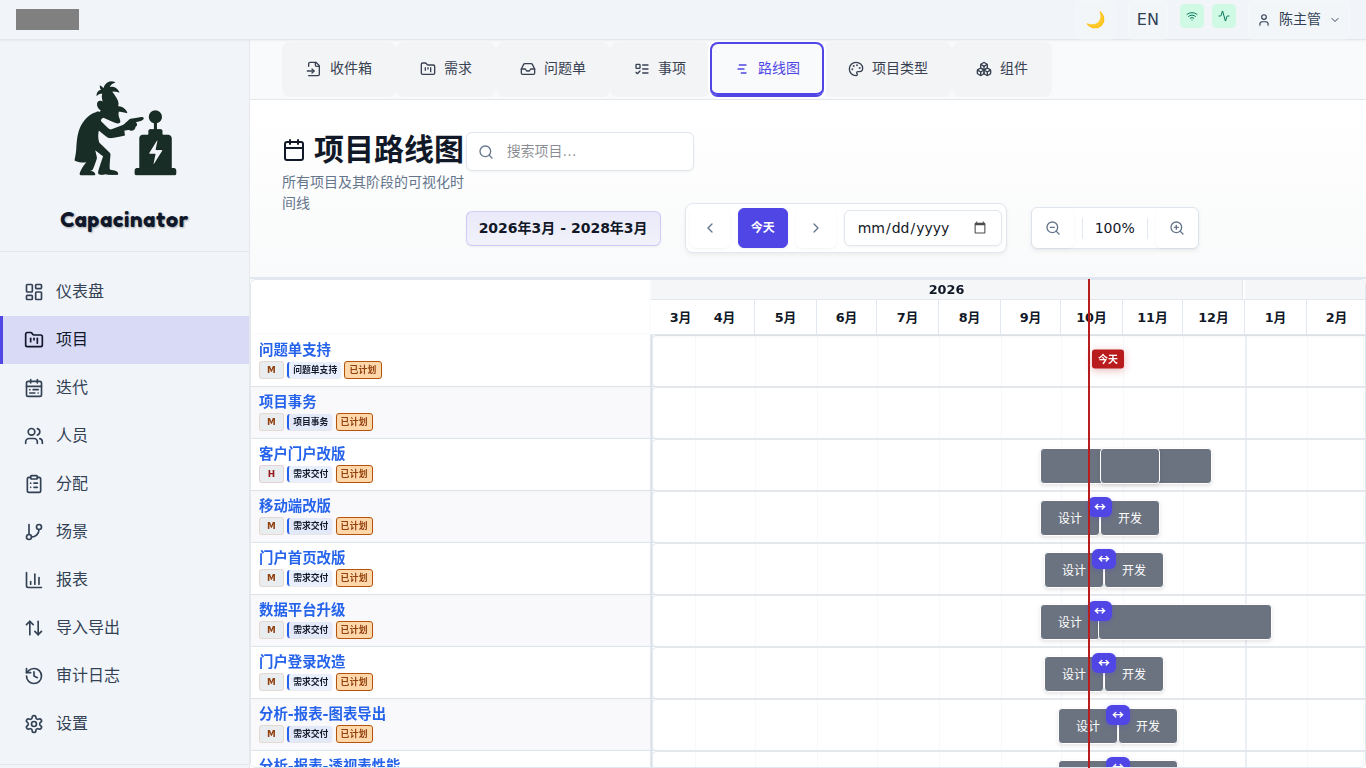 EN
陈主管
收件箱
需求
问题单
事项
路线图
项目类型
组件
Capacinator
仪表盘
项目
迭代
人员
分配
场景
报表
导入导出
审计日志
设置
项目路线图
搜索项目...
所有项目及其阶段的可视化时
间线
2026年3月 - 2028年3月
今天
mm/dd/yyyy
100%
2026
3月 4月 5月 6月 7月 8月 9月 10月 11月 12月 1月 2月
问题单支持
M 问题单支持 已计划
今天
项目事务
M 项目事务 已计划
客户门户改版
H 需求交付 已计划
移动端改版
M 需求交付 已计划
设计 开发
门户首页改版
M 需求交付 已计划
设计 开发
数据平台升级
M 需求交付 已计划
设计
门户登录改造
M 需求交付 已计划
设计 开发
分析-报表-图表导出
M 需求交付 已计划
设计 开发
分析-报表-透视表性能